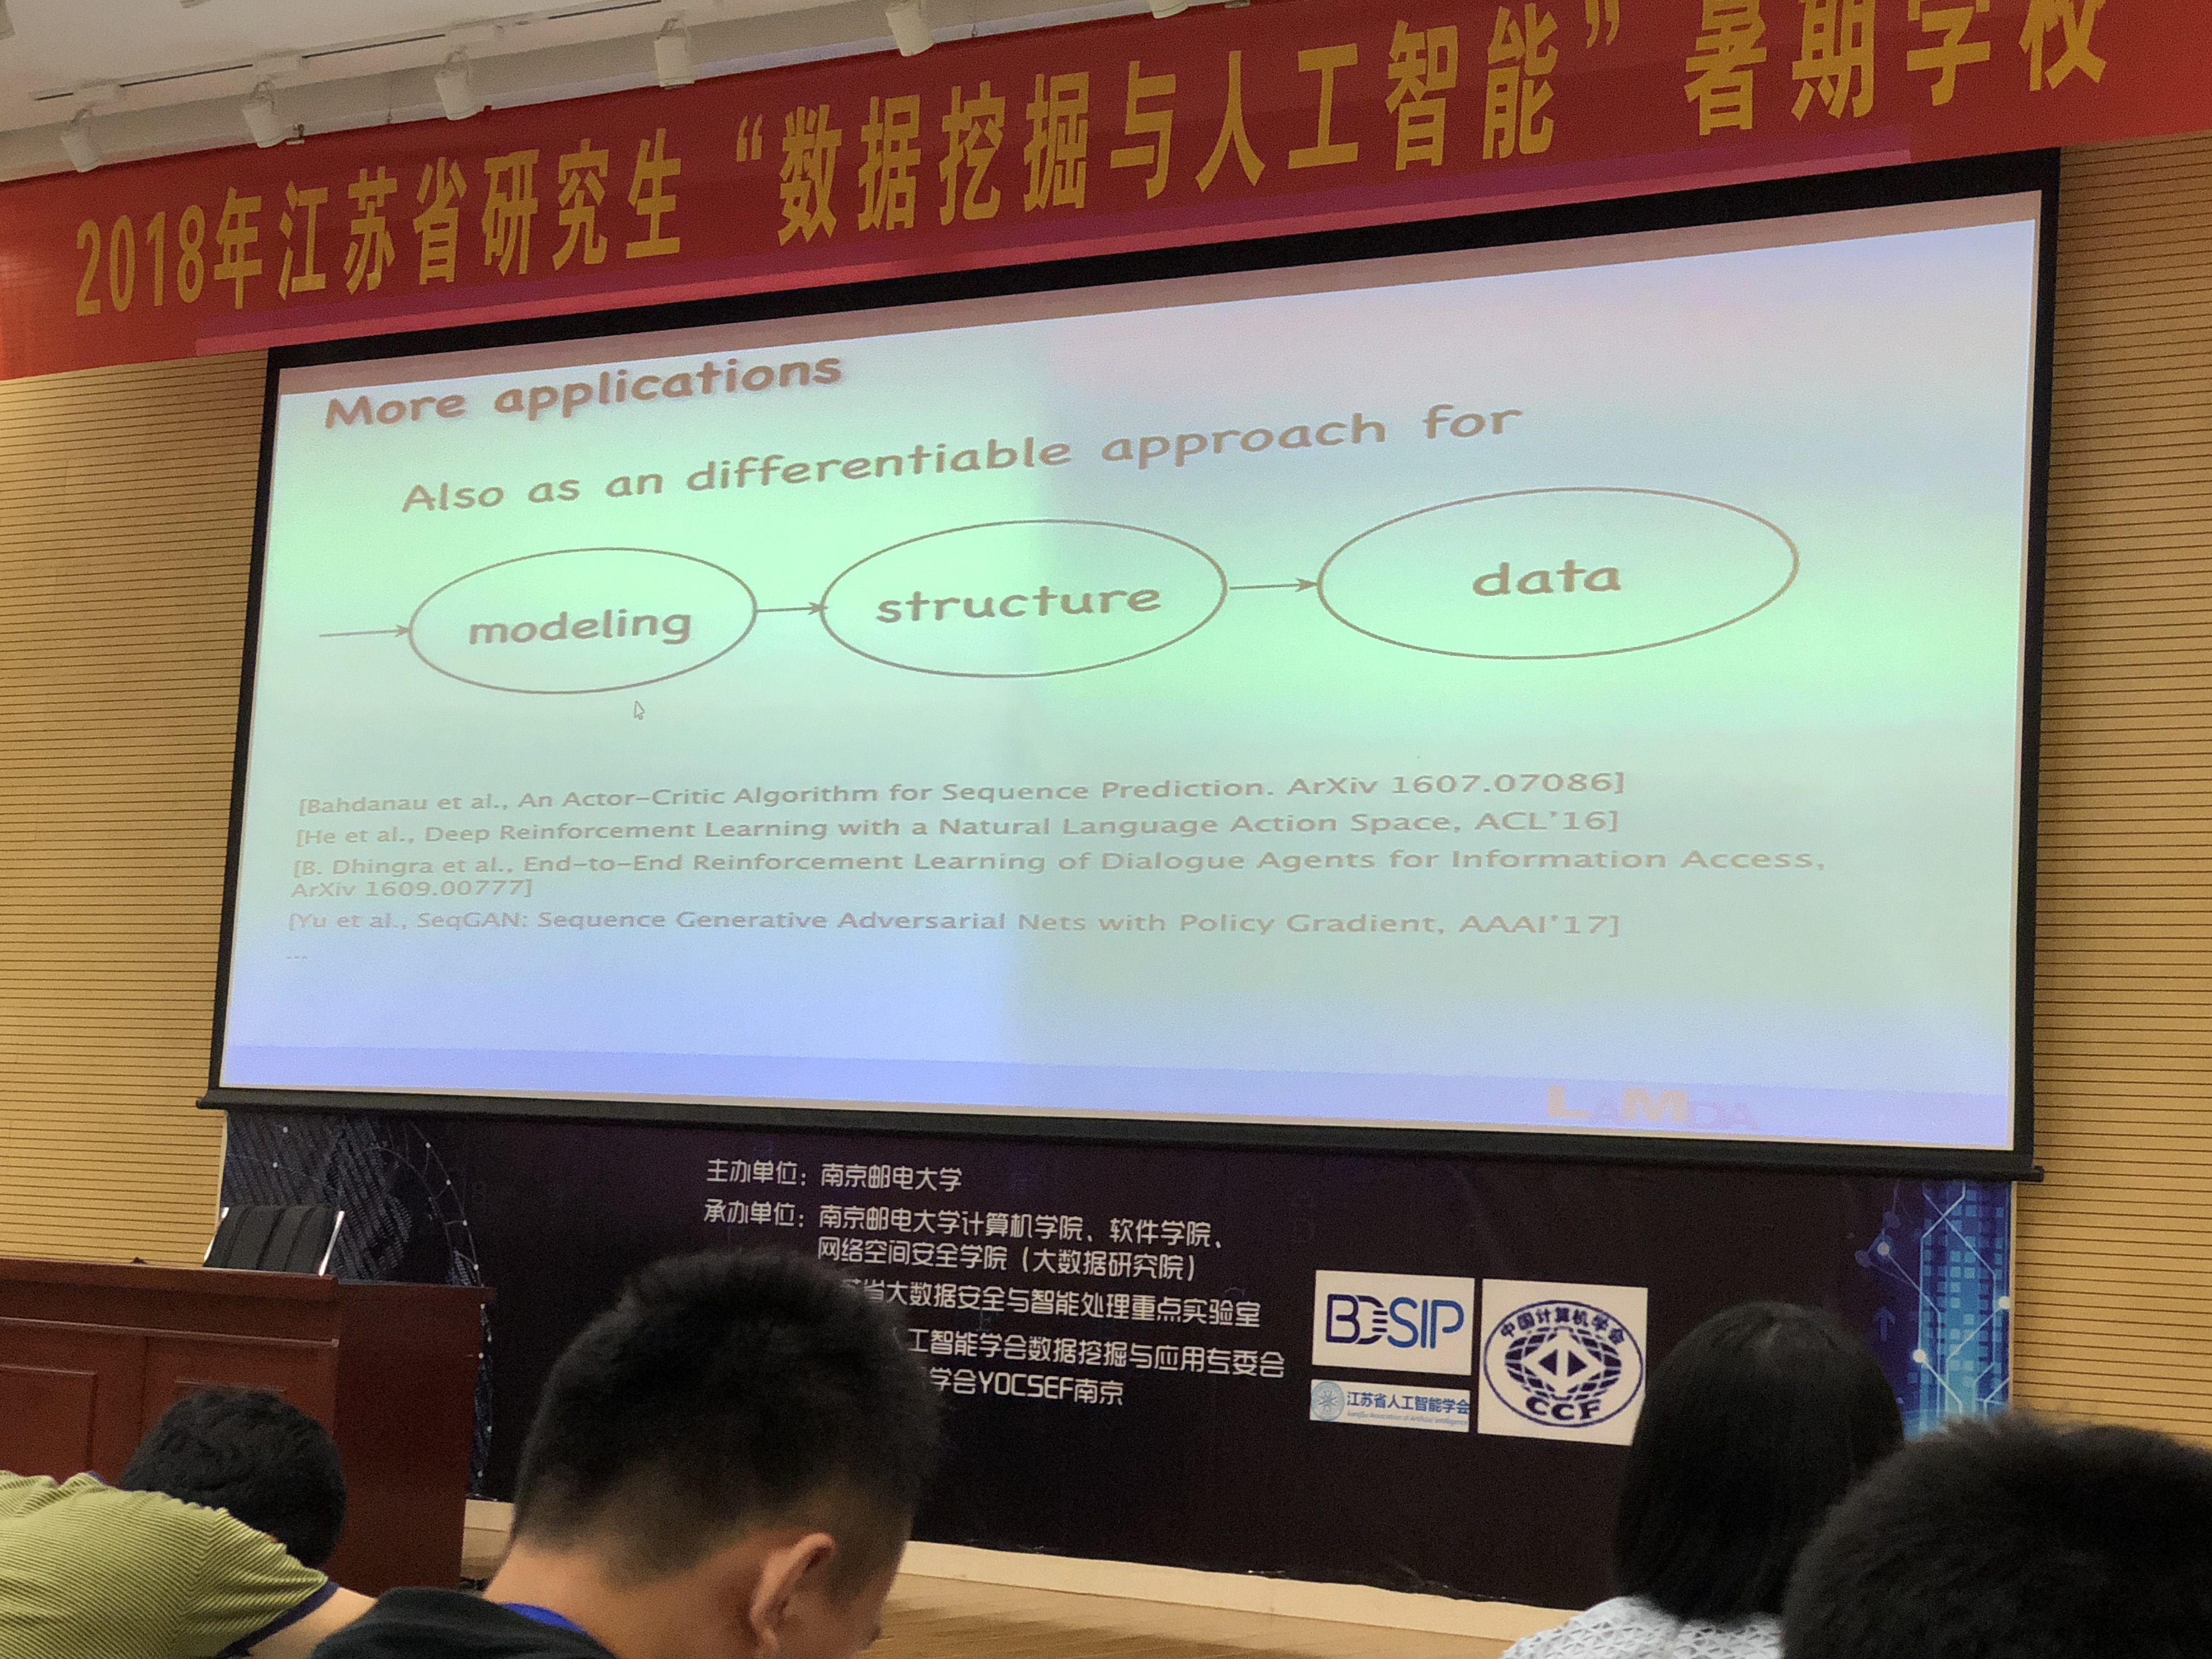 2018年江苏省研究生“数据挖掘与人工智能”暑期学校
More applications
Also as an differentiable approach for
modeling
structure
data
[Bahdanau et al., An Actor-Critic Algorithm for Sequence Prediction. ArXiv 1607.07086]
[He et al., Deep Reinforcement Learning with a Natural Language Action Space, ACL'16]
[B. Dhingra et al., End-to-End Reinforcement Learning of Dialogue Agents for Information Access,
ArXiv 1609.00777]
[Yu et al., SeqGAN: Sequence Generative Adversarial Nets with Policy Gradient, AAAI'17]
---
LAMDA
主办单位：南京邮电大学
承办单位：南京邮电大学计算机学院、软件学院、
网络空间安全学院（大数据研究院）
省大数据安全与智能处理重点实验室
工智能学会数据挖掘与应用专委会
学会YOCSEF南京
BDSIP
江苏省人工智能学会
中国计算机学会
CCF